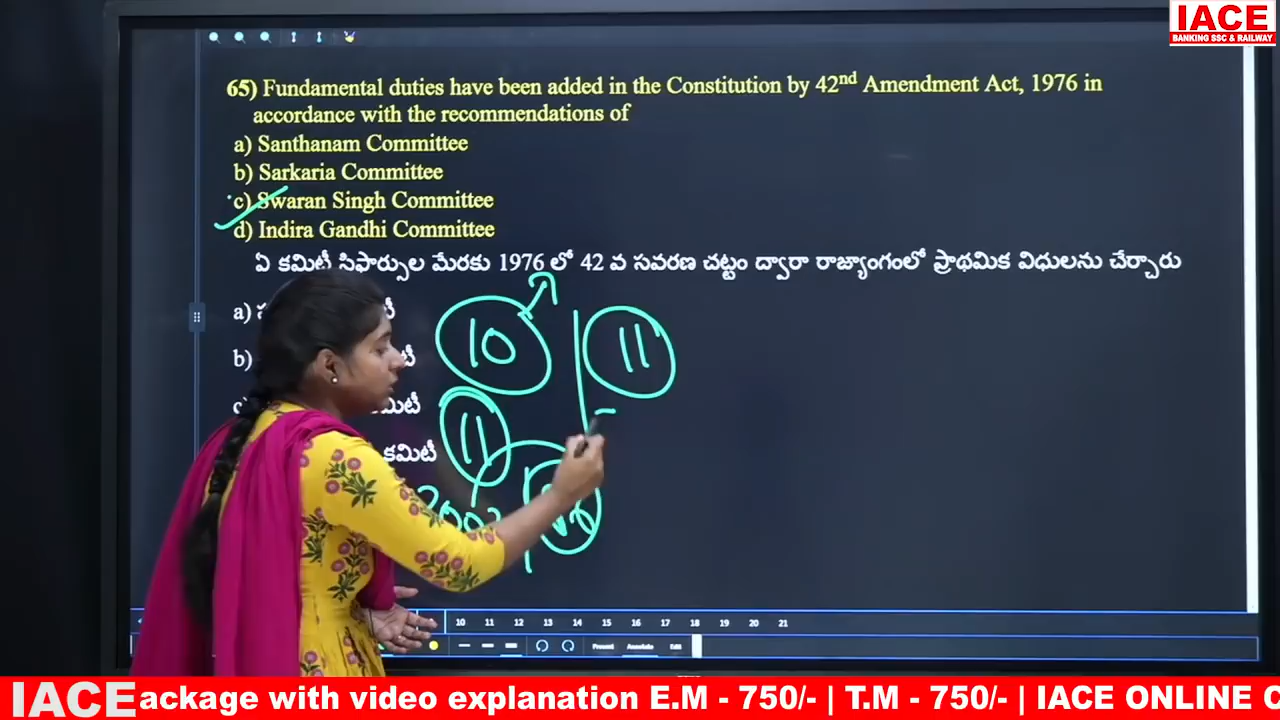 IACE
BANKING SSC & RAILWAY
65) Fundamental duties have been added in the Constitution by 42nd Amendment Act, 1976 in
accordance with the recommendations of
a) Santhanam Committee
b) Sarkaria Committee
c) Swaran Singh Committee
d) Indira Gandhi Committee
ఏ కమిటీ సిఫార్సుల మేరకు 1976 లో 42 వ సవరణ చట్టం ద్వారా రాజ్యాంగంలో ప్రాథమిక విధులను చేర్చారు
a)
b)
కమిటీ
10 11
11
10 11 12 13 14 15 16 17 18 19 20 21
Present Annotate Edit
IACE ackage with video explanation E.M - 750/- | T.M - 750/- | IACE ONLINE C